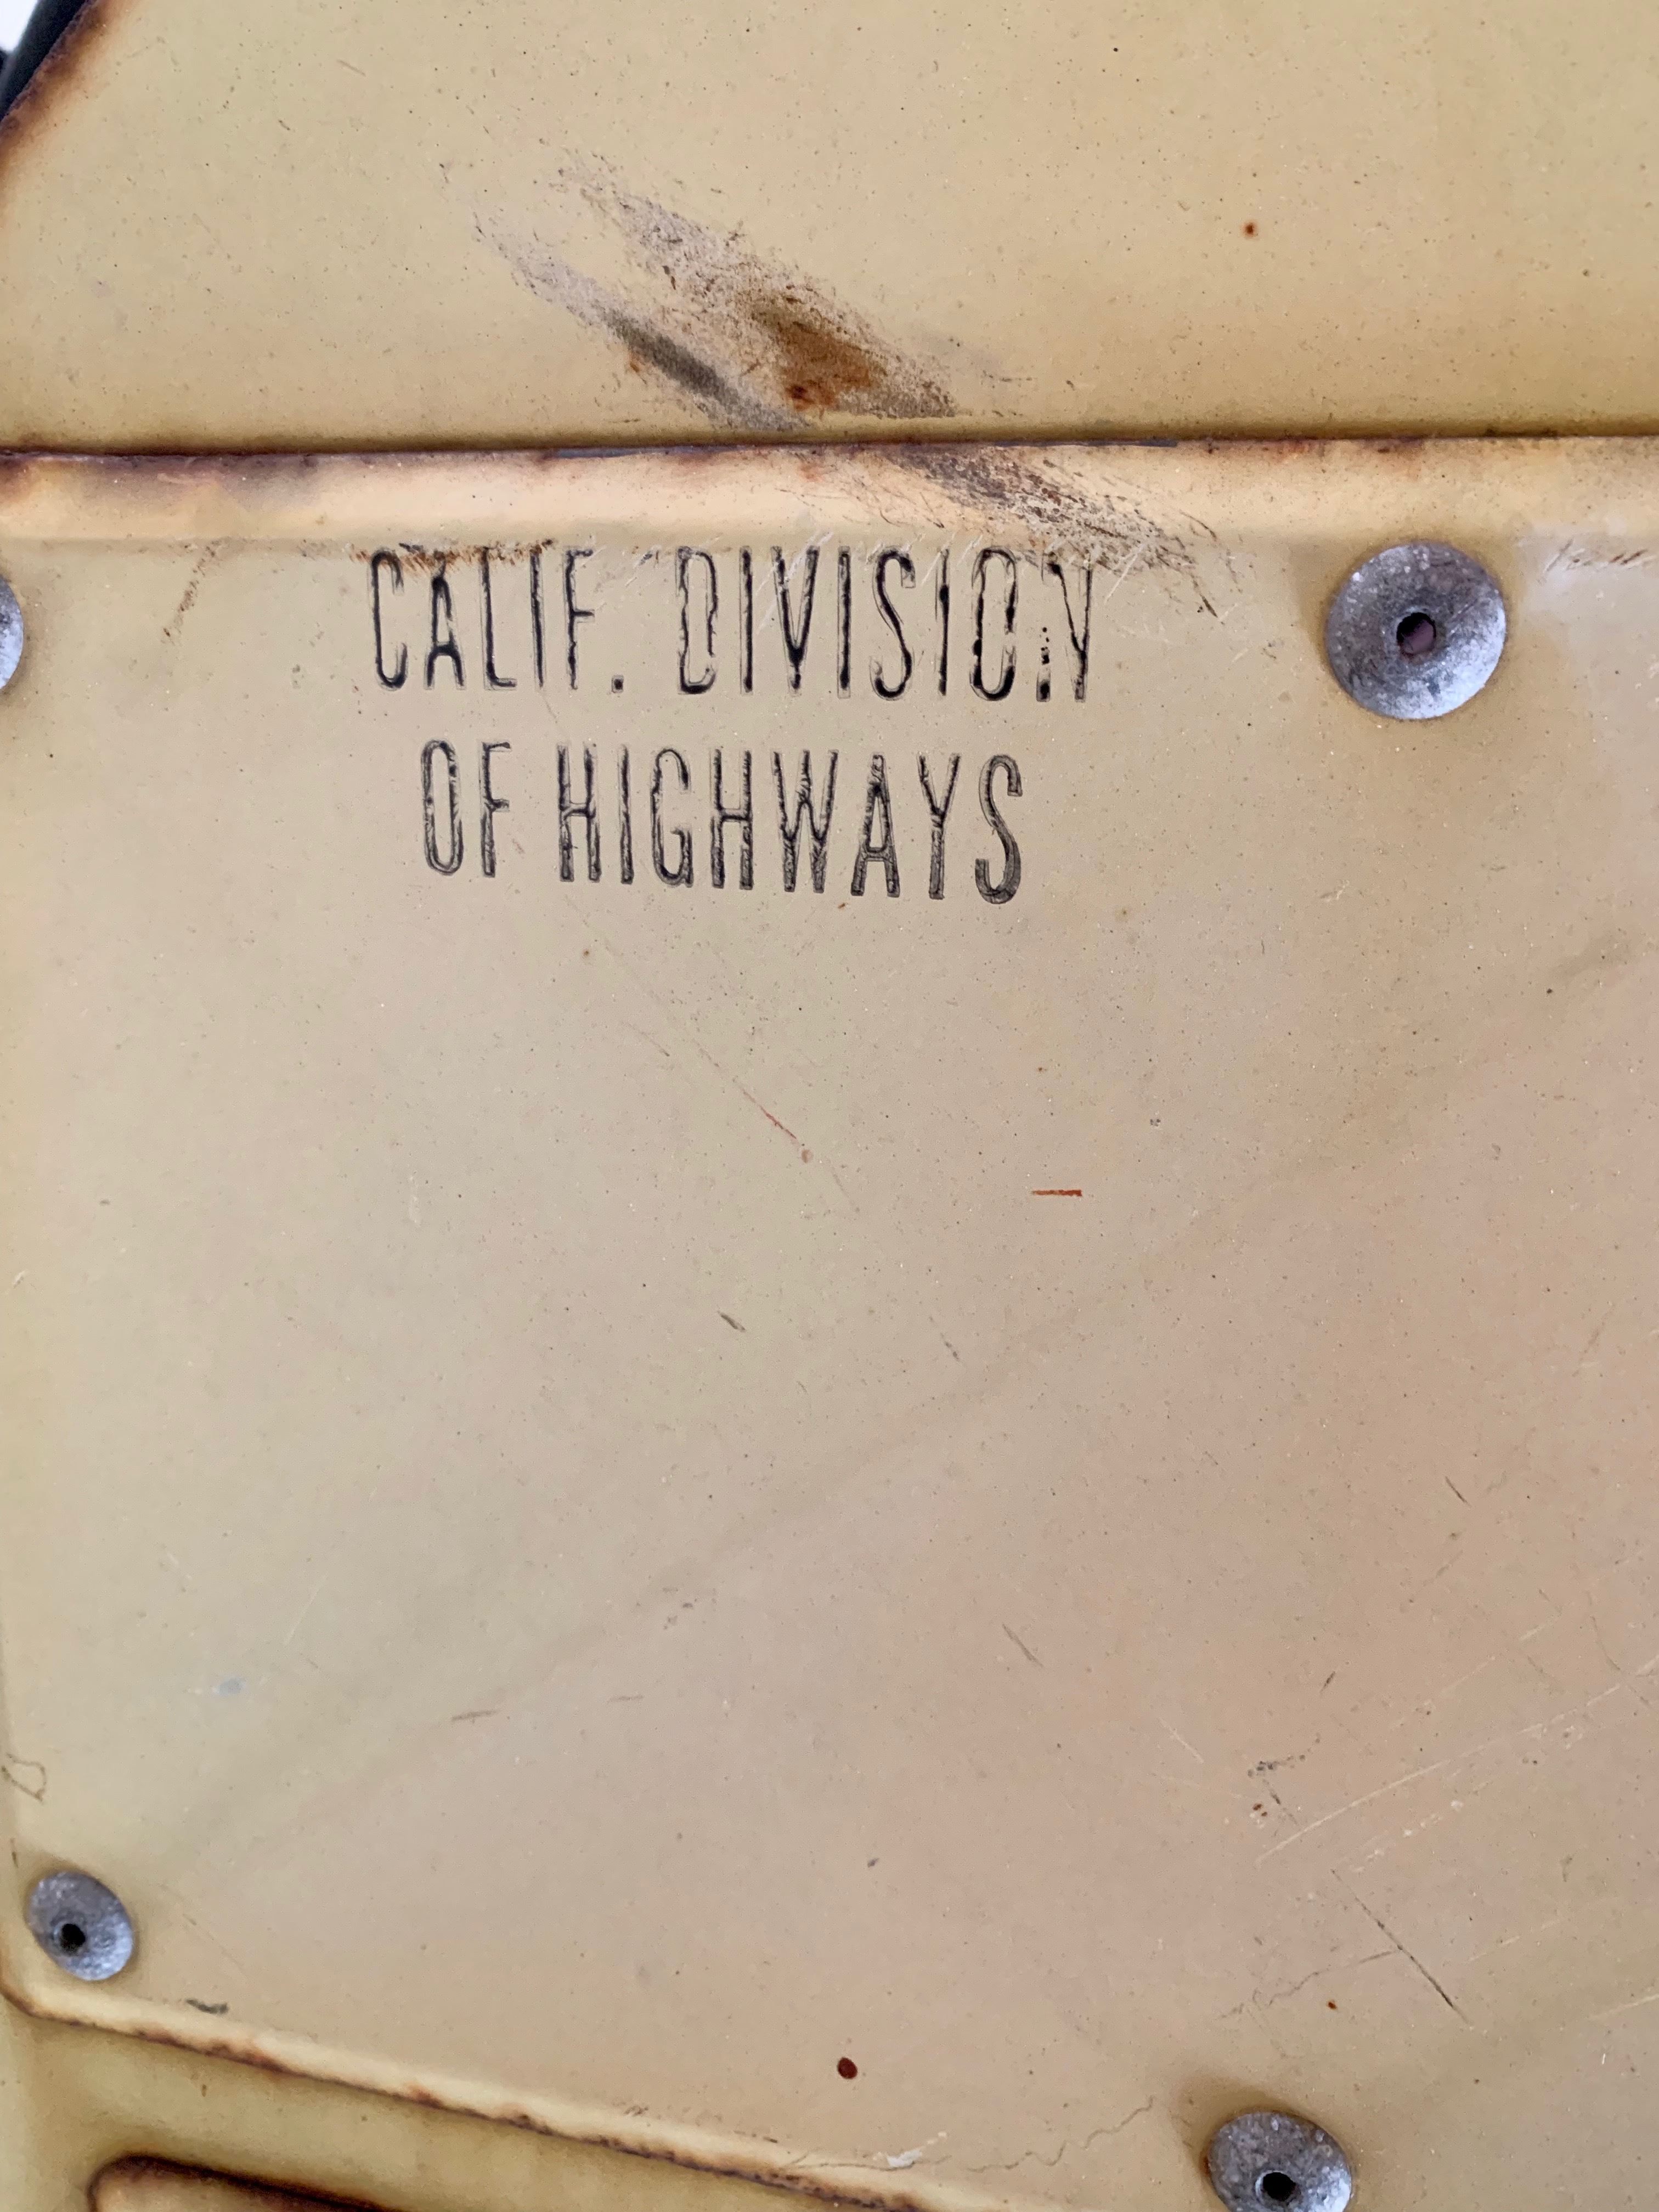 CALIF. DIVISION
OF HIGHWAYS